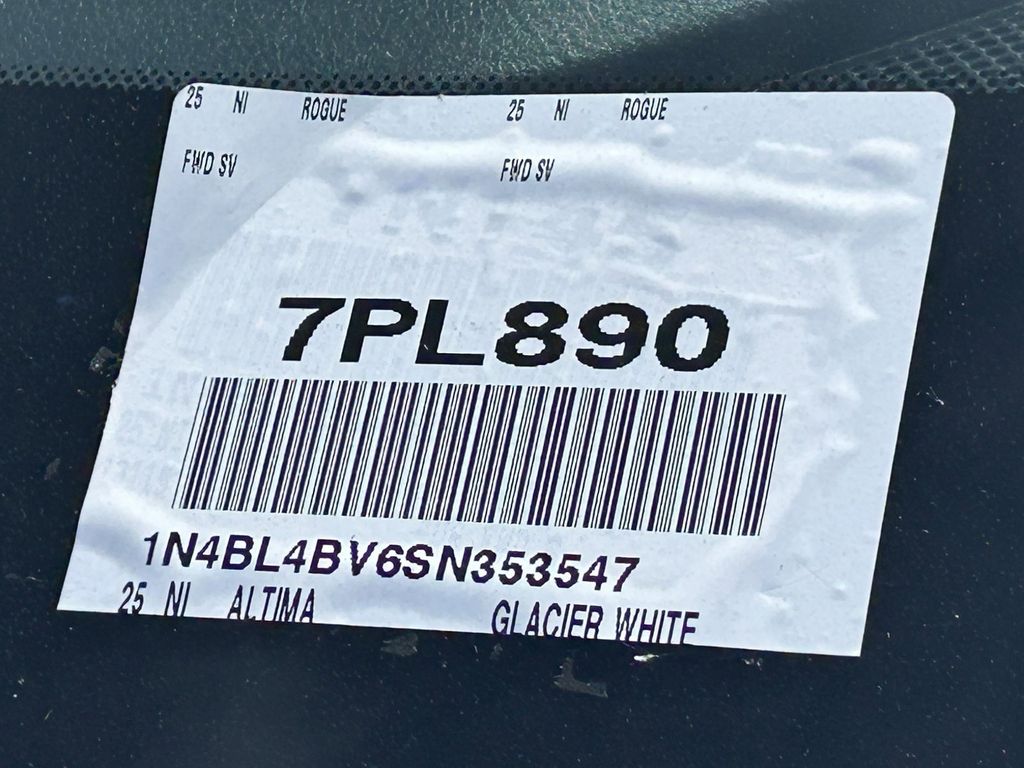 25 NI ROGUE 25 NI ROGUE
FWD SV FWD SV
7PL890
1N4BL4BV6SN353547
25 NI ALTIMA GLACIER WHITE